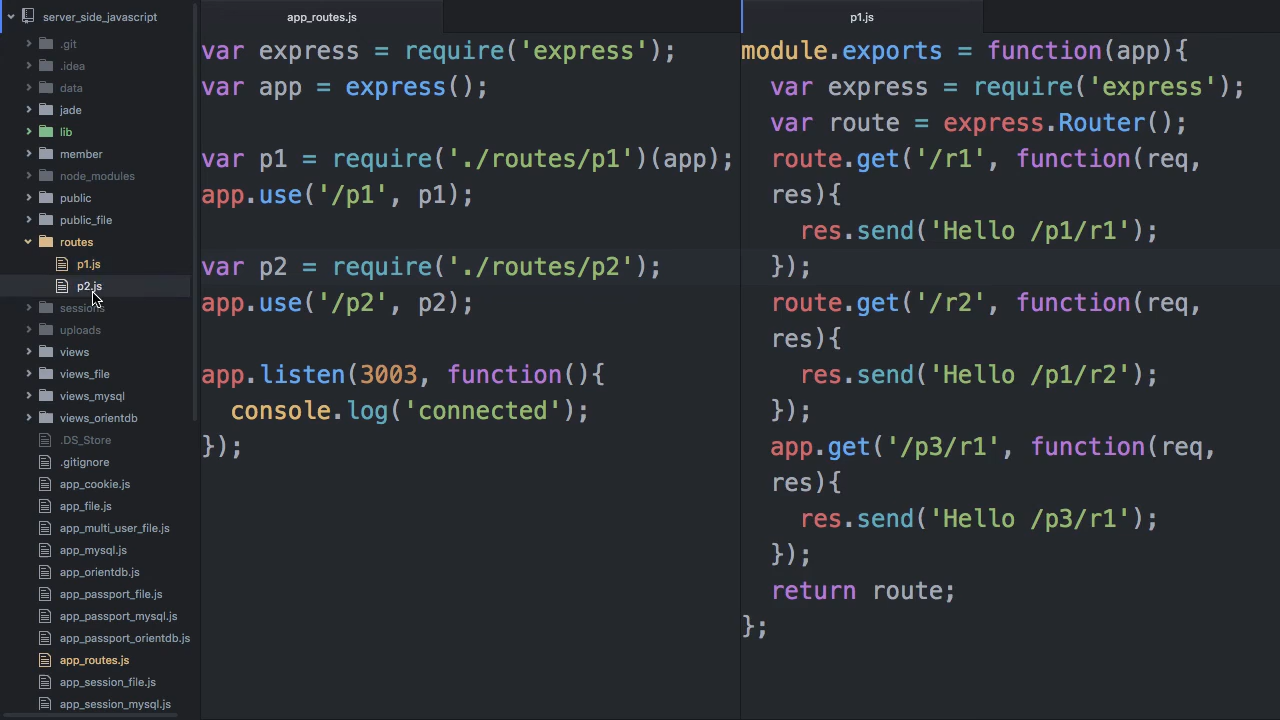 server_side_javascript
.git
.idea
data
jade
lib
member
node_modules
public
public_file
routes
p1.js
p2.js
sessions
uploads
views
views_file
views_mysql
views_orientdb
.DS_Store
.gitignore
app_cookie.js
app_file.js
app_multi_user_file.js
app_mysql.js
app_orientdb.js
app_passport_file.js
app_passport_mysql.js
app_passport_orientdb.js
app_routes.js
app_session_file.js
app_session_mysql.js
app_routes.js
var express = require('express');
var app = express();
var p1 = require('./routes/p1')(app);
app.use('/p1', p1);
var p2 = require('./routes/p2');
app.use('/p2', p2);
app.listen(3003, function(){
  console.log('connected');
});
p1.js
module.exports = function(app){
  var express = require('express');
  var route = express.Router();
  route.get('/r1', function(req,
  res){
    res.send('Hello /p1/r1');
  });
  route.get('/r2', function(req,
  res){
    res.send('Hello /p1/r2');
  });
  app.get('/p3/r1', function(req,
  res){
    res.send('Hello /p3/r1');
  });
  return route;
};